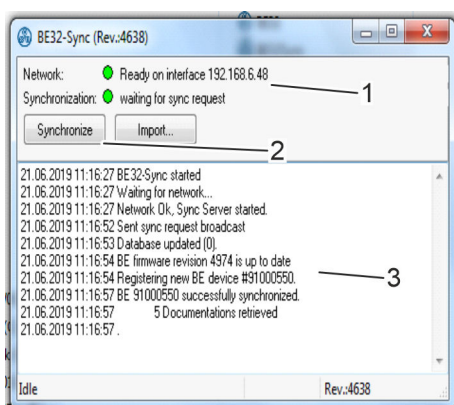 BE32-Sync (Rev.:4638)
Network: Ready on interface 192.168.6.48
1
Synchronization: waiting for sync request
Synchronize Import...
2
21.06.2019 11:16:27 BE32-Sync started
21.06.2019 11:16:27 Waiting for network...
21.06.2019 11:16:27 Network Ok, Sync Server started.
21.06.2019 11:16:52 Sent sync request broadcast
21.06.2019 11:16:53 Database updated (0).
21.06.2019 11:16:54 BE firmware revision 4974 is up to date
21.06.2019 11:16:54 Registering new BE device #91000550.
3
21.06.2019 11:16:57 BE 91000550 successfully synchronized.
21.06.2019 11:16:57 5 Documentations retrieved
21.06.2019 11:16:57 .
Idle Rev.:4638